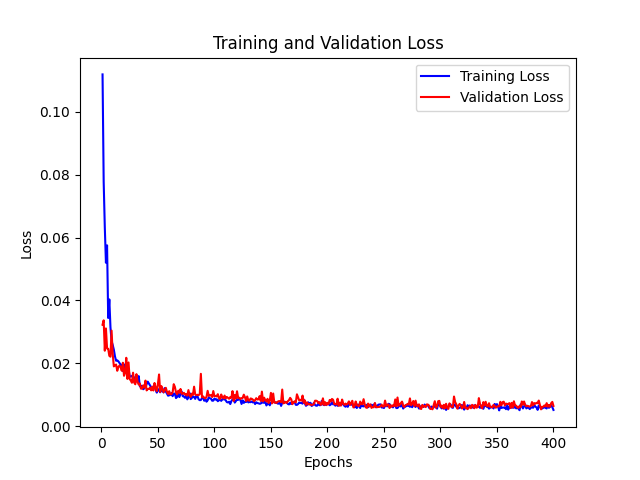 Training and Validation Loss
Training Loss
Validation Loss
Loss
0.10
0.08
0.06
0.04
0.02
0.00
0 50 100 150 200 250 300 350 400
Epochs